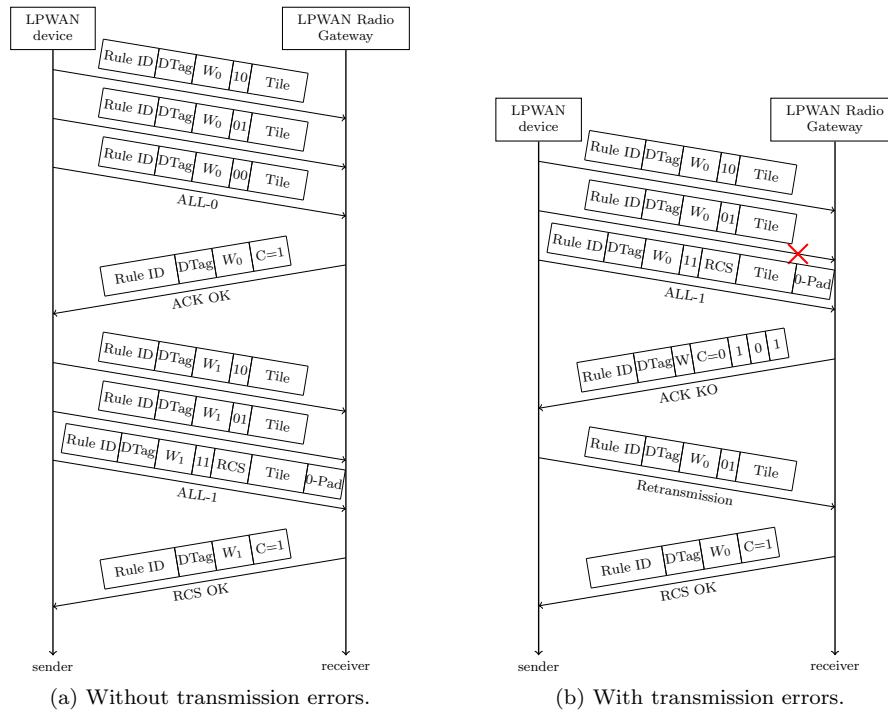 LPWAN
device
LPWAN Radio
Gateway
Rule ID DTag W₀ 10 Tile
Rule ID DTag W₀ 01 Tile
Rule ID DTag W₀ 00 Tile
ALL-0
Rule ID DTag W₀ C=1
ACK OK
Rule ID DTag W₁ 10 Tile
Rule ID DTag W₁ 01 Tile
Rule ID DTag W₁ 11 RCS Tile 0-Pad
ALL-1
Rule ID DTag W₁ C=1
RCS OK
sender
receiver
(a) Without transmission errors.
LPWAN
device
LPWAN Radio
Gateway
Rule ID DTag W₀ 10 Tile
Rule ID DTag W₀ 01 Tile
Rule ID DTag W₀ 11 RCS Tile 0-Pad
ALL-1
Rule ID DTag W C=0 1 0 1
ACK KO
Rule ID DTag W₀ 01 Tile
Retransmission
Rule ID DTag W₀ C=1
RCS OK
sender
receiver
(b) With transmission errors.